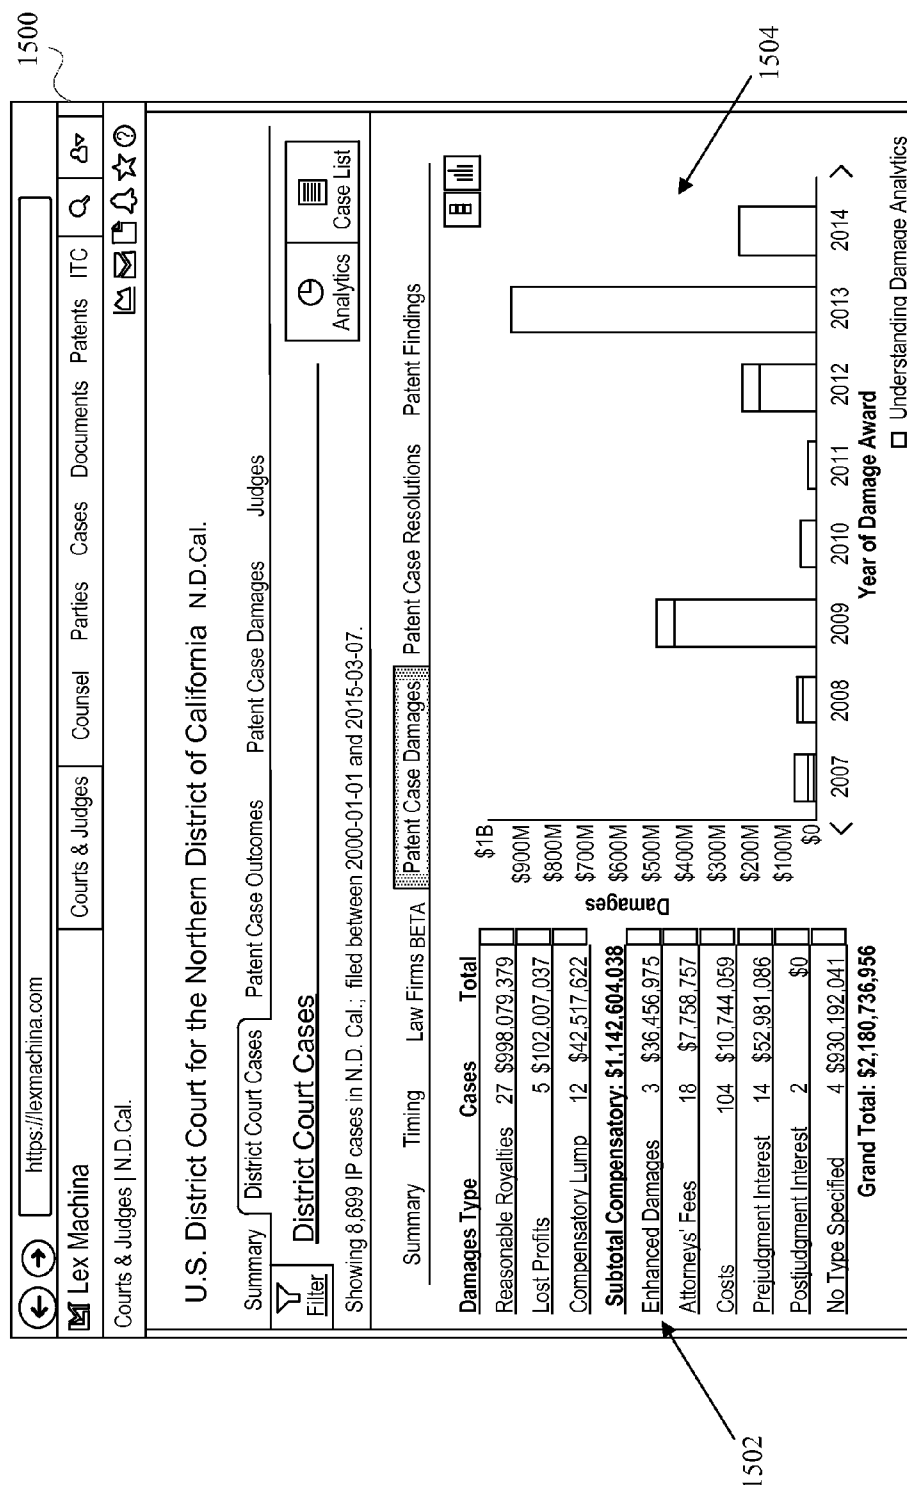 1500
https://lexmachina.com
Lex Machina Courts & Judges Counsel Parties Cases Documents Patents ITC
Courts & Judges | N.D.Cal.
U.S. District Court for the Northern District of California N.D.Cal.
Summary District Court Cases Patent Case Outcomes Patent Case Damages Judges
Filter
District Court Cases
Analytics
Case List
Showing 8,699 IP cases in N.D. Cal.; filed between 2000-01-01 and 2015-03-07.
Summary Timing Law Firms BETA Patent Case Damages Patent Case Resolutions Patent Findings
Damages Type Cases Total
Reasonable Royalties 27 $998,079,379
Lost Profits 5 $102,007,037
Compensatory Lump 12 $42,517,622
Subtotal Compensatory: $1,142,604,038
Enhanced Damages 3 $36,456,975
Attorneys' Fees 18 $7,758,757
Costs 104 $10,744,059
Prejudgment Interest 14 $52,981,086
Postjudgment Interest 2 $0
No Type Specified 4 $930,192,041
Grand Total: $2,180,736,956
Damages
$1B
$900M
$800M
$700M
$600M
$500M
$400M
$300M
$200M
$100M
$0
< 2007 2008 2009 2010 2011 2012 2013 2014 >
Year of Damage Award
Understanding Damage Analytics
1502
1504